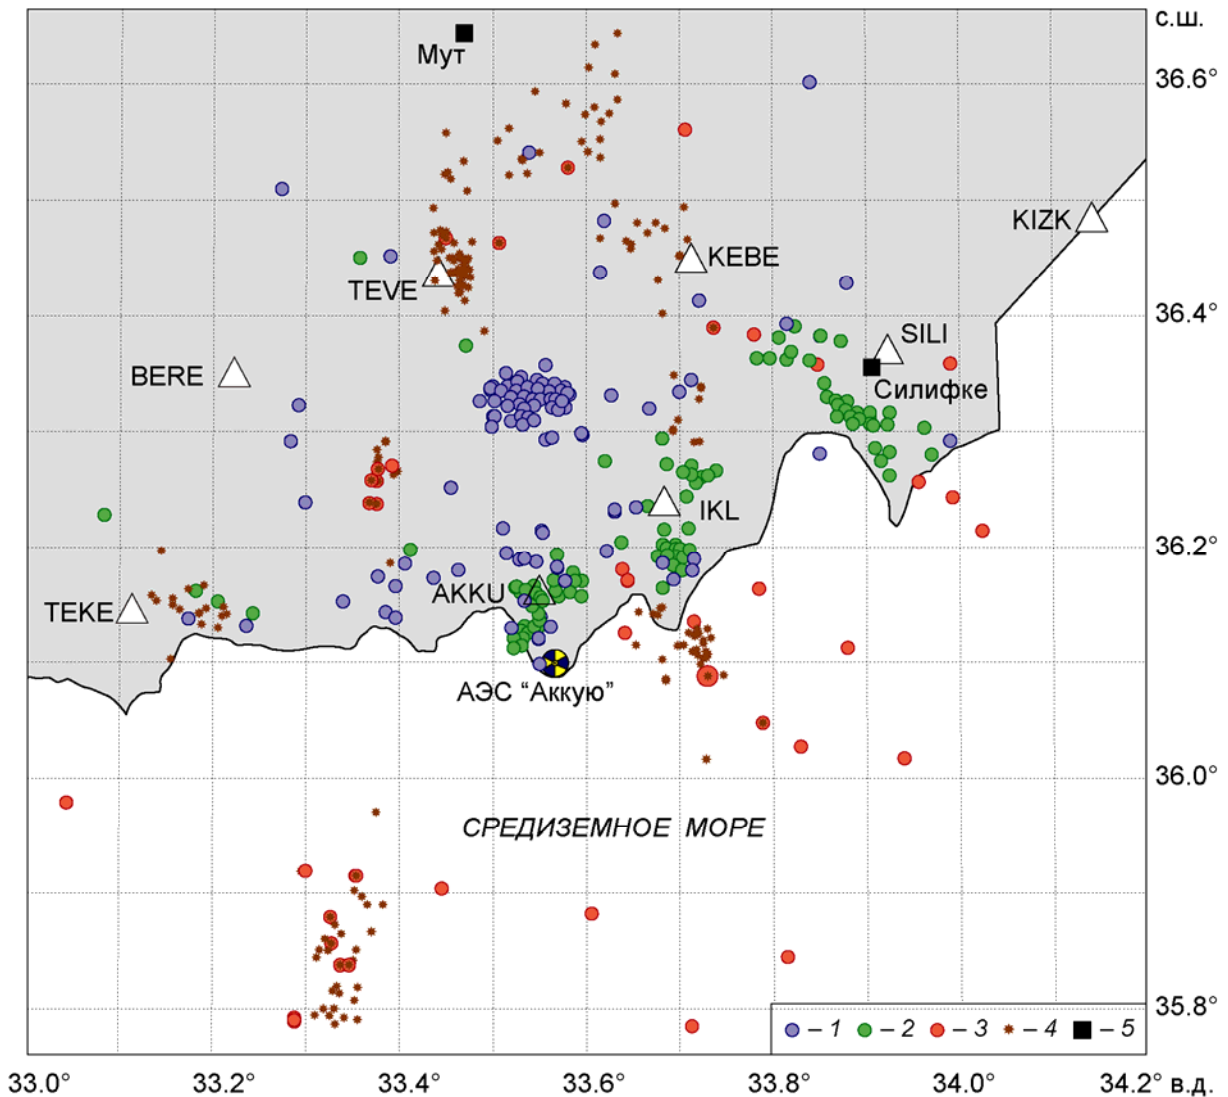 с.ш.
Мут
36.6°
KIZK
KEBE
TEVE
36.4°
SILI
BERE
Силифке
IKL
36.2°
AKKU
TEKE
АЭС “Аккую”
36.0°
СРЕДИЗЕМНОЕ МОРЕ
35.8°
– 1 – 2 – 3 – 4 – 5
33.0° 33.2° 33.4° 33.6° 33.8° 34.0° 34.2° в.д.